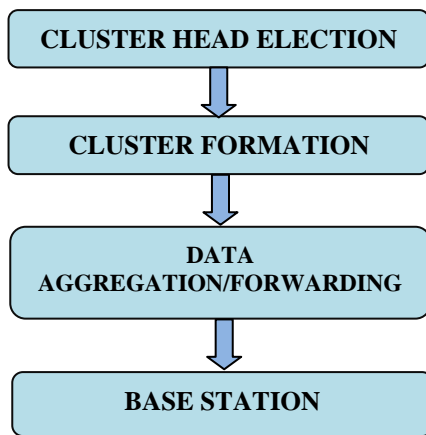 CLUSTER HEAD ELECTION
CLUSTER FORMATION
DATA
AGGREGATION/FORWARDING
BASE STATION